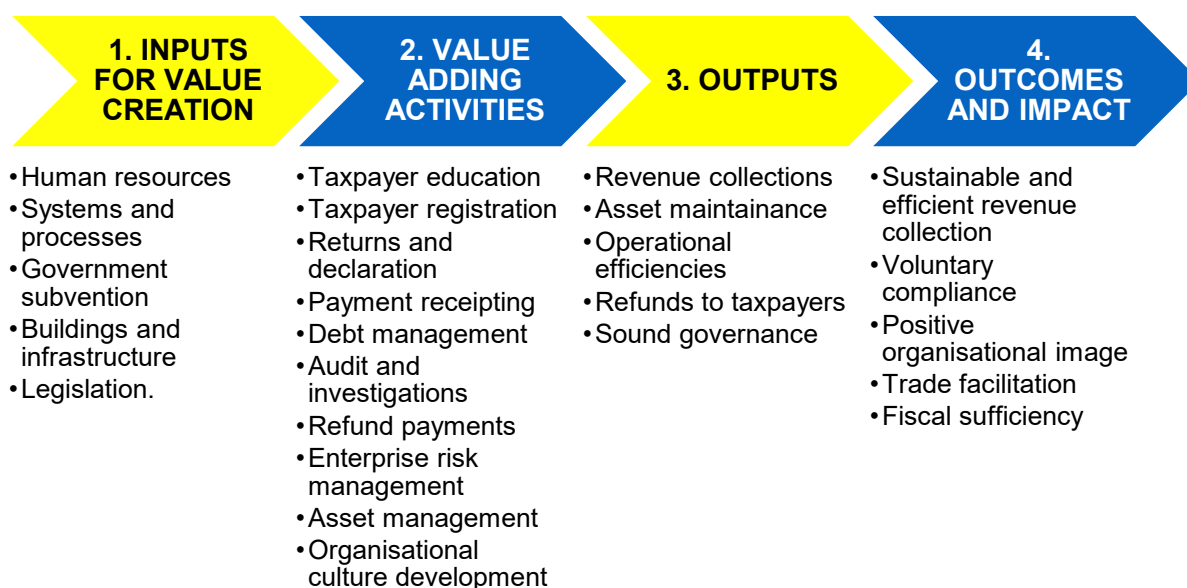 1. INPUTS
FOR VALUE
CREATION
•Human resources
•Systems and
processes
•Government
subvention
•Buildings and
infrastructure
•Legislation.
2. VALUE
ADDING
ACTIVITIES
•Taxpayer education
•Taxpayer registration
•Returns and
declaration
•Payment receipting
•Debt management
•Audit and
investigations
•Refund payments
•Enterprise risk
management
•Asset management
•Organisational
culture development
3. OUTPUTS
•Revenue collections
•Asset maintainance
•Operational
efficiencies
•Refunds to taxpayers
•Sound governance
4.
OUTCOMES
AND IMPACT
•Sustainable and
efficient revenue
collection
•Voluntary
compliance
•Positive
organisational image
•Trade facilitation
•Fiscal sufficiency